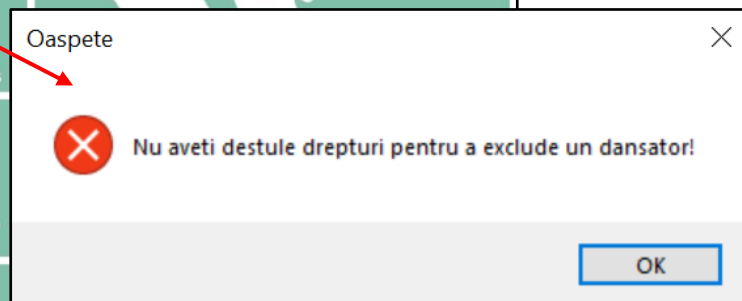 Oaspete
Nu aveti destule drepturi pentru a exclude un dansator!
OK